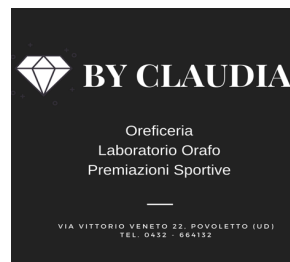 BY CLAUDIA
Oreficeria
Laboratorio Orafo
Premiazioni Sportive
VIA VITTORIO VENETO 22, POVOLETTO (UD)
TEL. 0432 - 664132